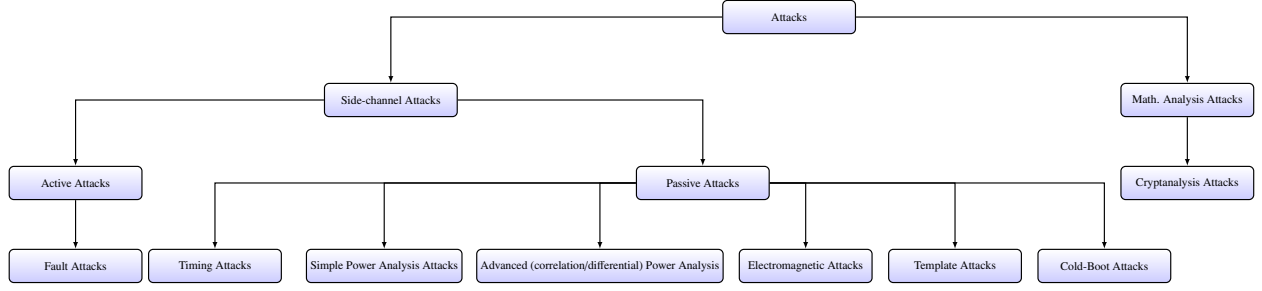 Attacks
Side-channel Attacks
Math. Analysis Attacks
Active Attacks
Passive Attacks
Cryptanalysis Attacks
Fault Attacks
Timing Attacks
Simple Power Analysis Attacks
Advanced (correlation/differential) Power Analysis
Electromagnetic Attacks
Template Attacks
Cold-Boot Attacks